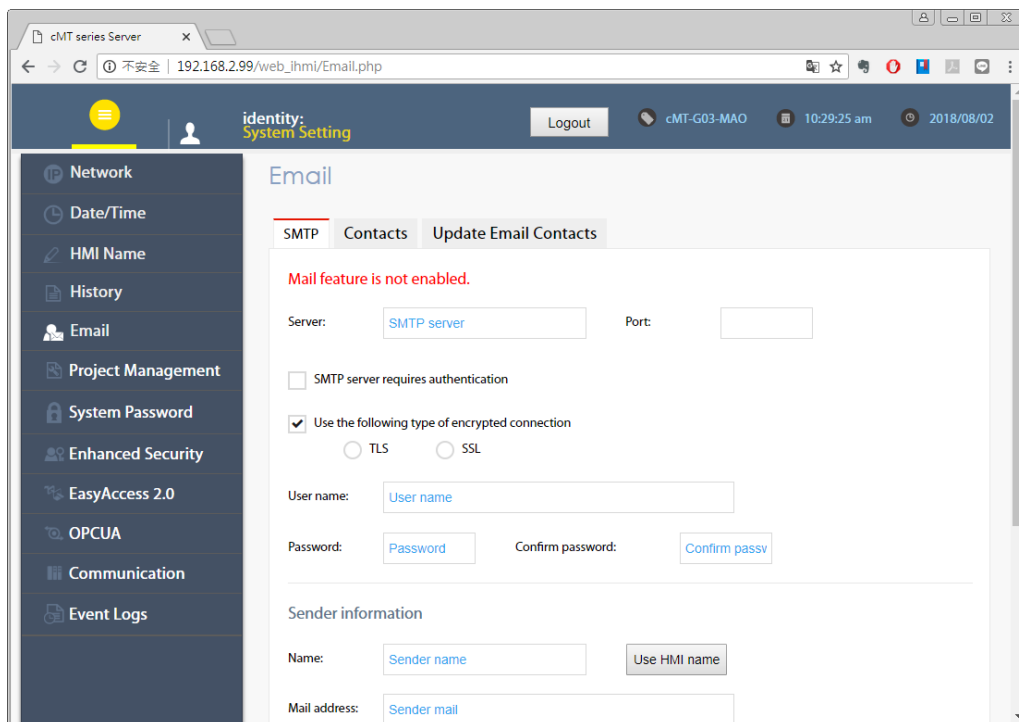 cMT series Server
不安全 | 192.168.2.99/web_ihmi/Email.php
identity:
System Setting
Logout
cMT-G03-MAO
10:29:25 am
2018/08/02
Network
Date/Time
HMI Name
History
Email
Project Management
System Password
Enhanced Security
EasyAccess 2.0
OPCUA
Communication
Event Logs
Email
SMTP Contacts Update Email Contacts
Mail feature is not enabled.
Server: SMTP server Port:
SMTP server requires authentication
Use the following type of encrypted connection
TLS SSL
User name: User name
Password: Password Confirm password: Confirm passv
Sender information
Name: Sender name Use HMI name
Mail address: Sender mail